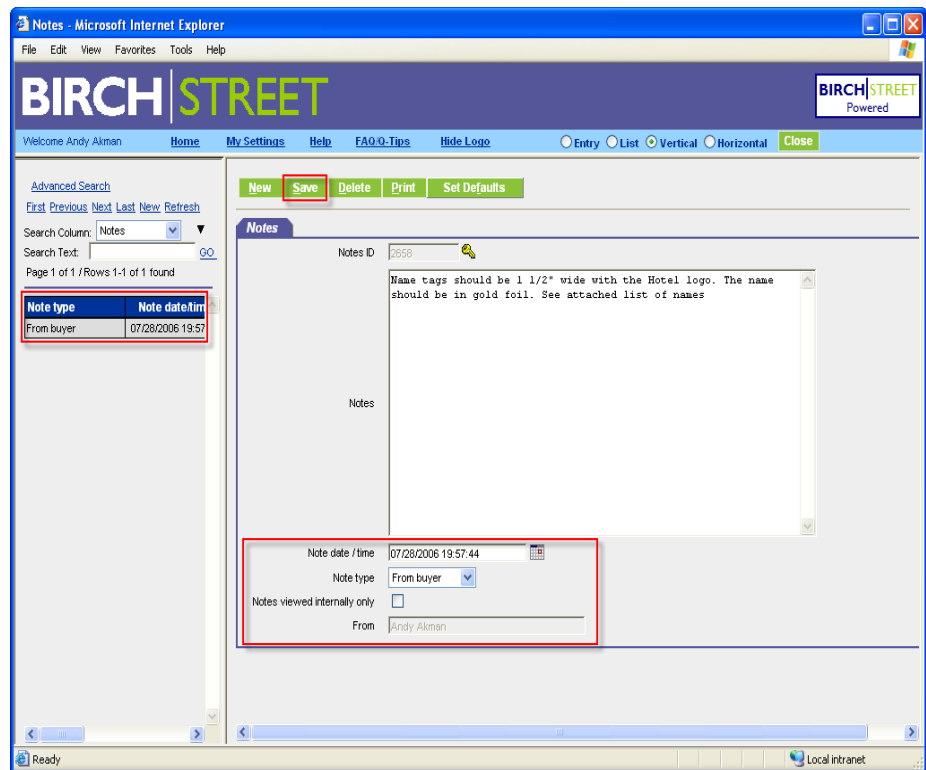 Notes - Microsoft Internet Explorer
File Edit View Favorites Tools Help
BIRCH STREET
BIRCH STREET
Powered
Welcome Andy Akman Home My Settings Help FAQ/Q-Tips Hide Logo Entry List Vertical Horizontal Close
Advanced Search
First Previous Next Last New Refresh
Search Column: Notes
Search Text: GO
Page 1 of 1 / Rows 1-1 of 1 found
Note type Note date/tim
From buyer 07/28/2006 19:57
New Save Delete Print Set Defaults
Notes
Notes ID 2658
Name tags should be 1 1/2" wide with the Hotel logo. The name
should be in gold foil. See attached list of names
Notes
Note date / time 07/28/2006 19:57:44
Note type From buyer
Notes viewed internally only
From Andy Akman
Ready Local intranet